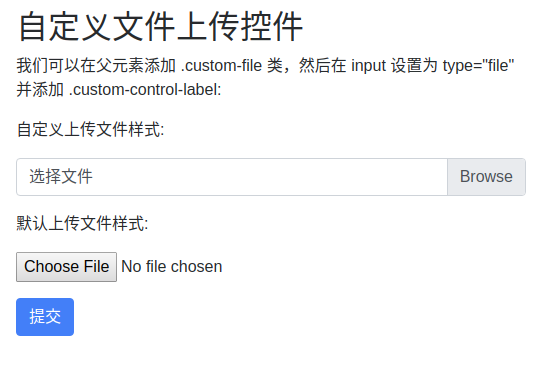 自定义文件上传控件
我们可以在父元素添加 .custom-file 类，然后在 input 设置为 type="file"
并添加 .custom-control-label:
自定义上传文件样式:
选择文件 Browse
默认上传文件样式:
Choose File No file chosen
提交